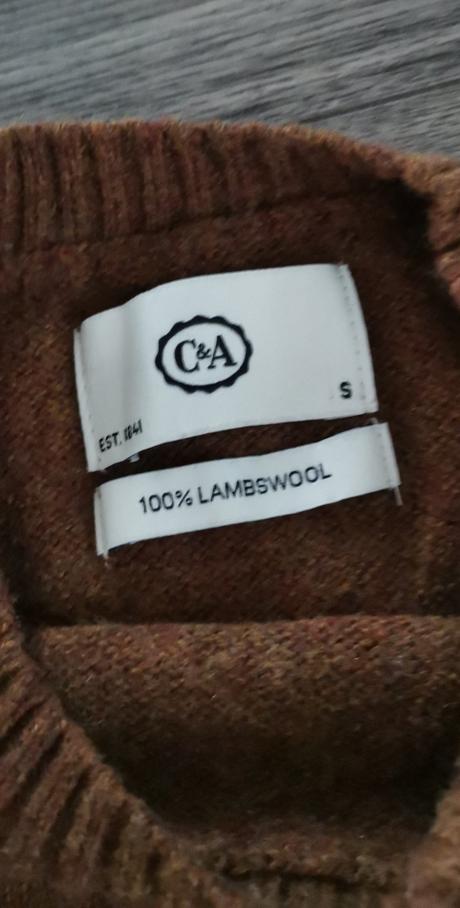 C&A
S
EST. 1841
100% LAMBSWOOL